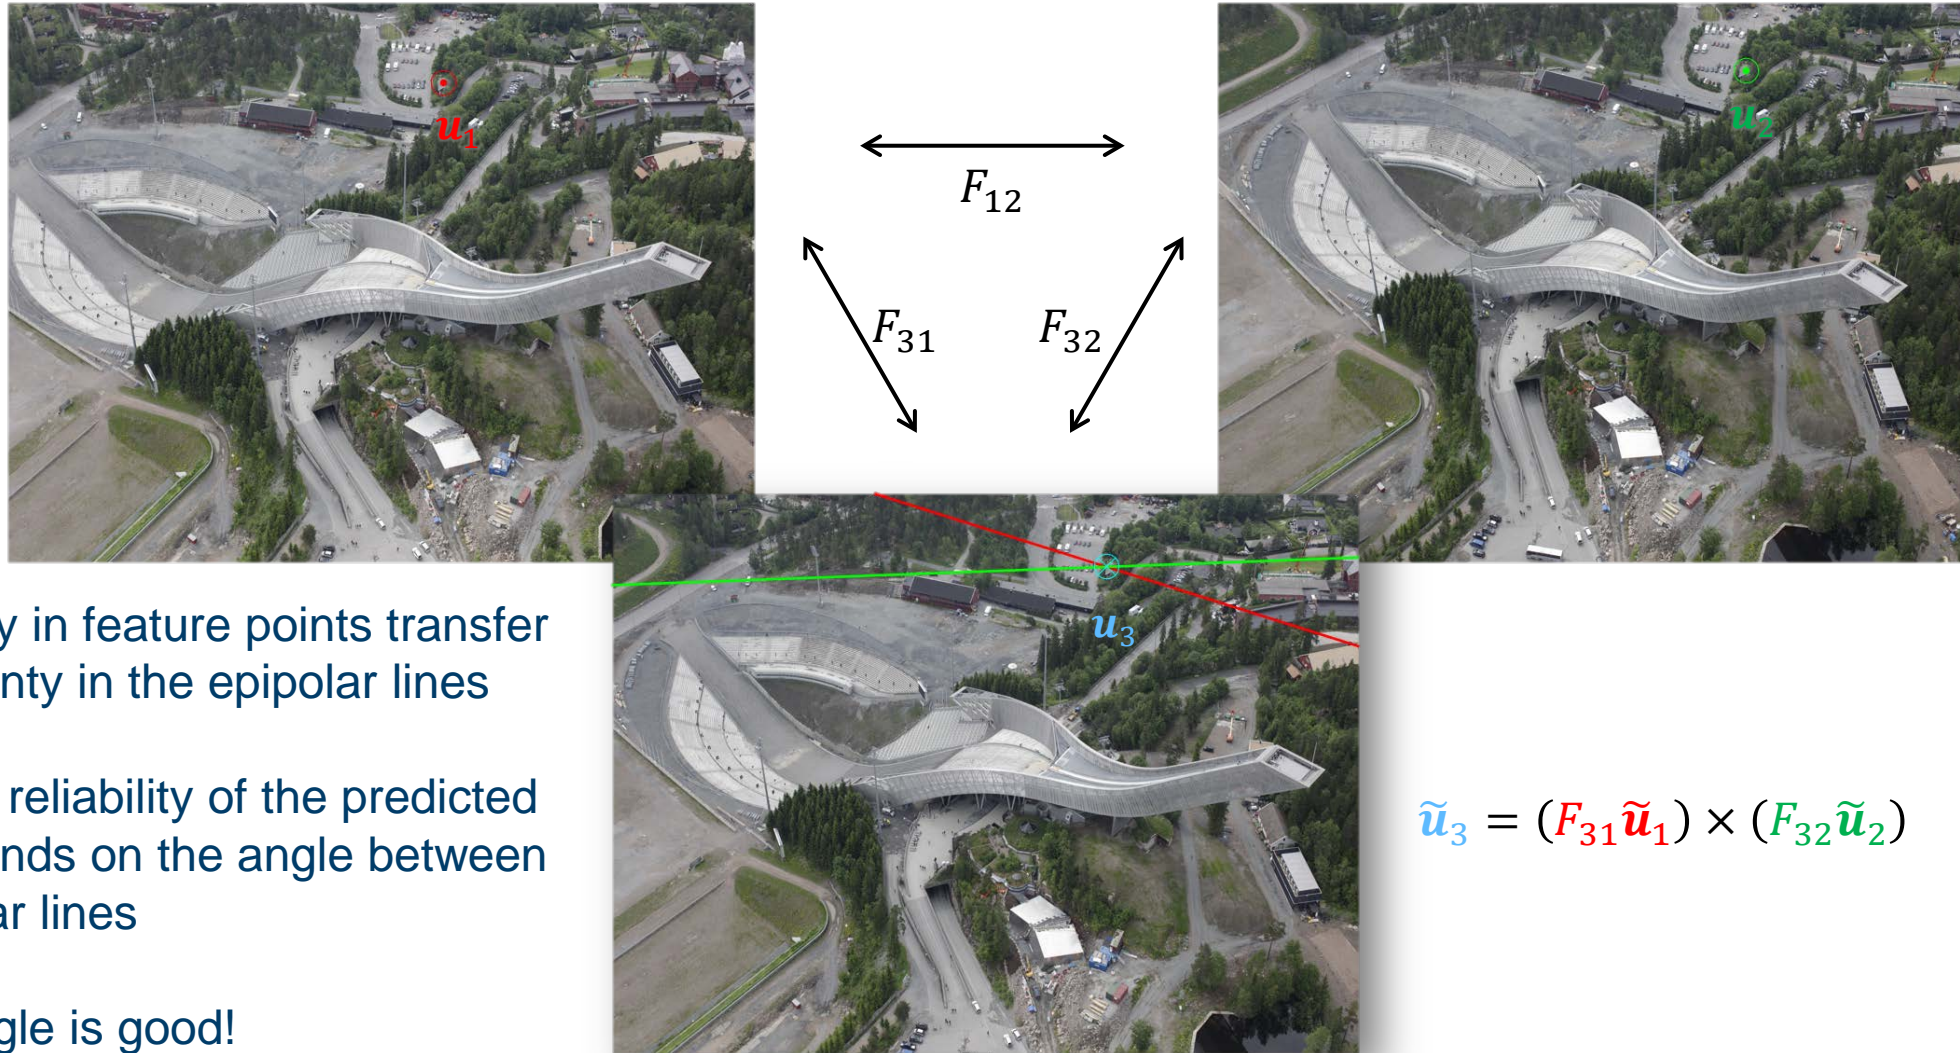 u₁
u₂
F₁₂
F₃₁
F₃₂
u₃
y in feature points transfer
nty in the epipolar lines
reliability of the predicted
nds on the angle between
ar lines
gle is good!
ũ₃ = (F₃₁ũ₁) × (F₃₂ũ₂)